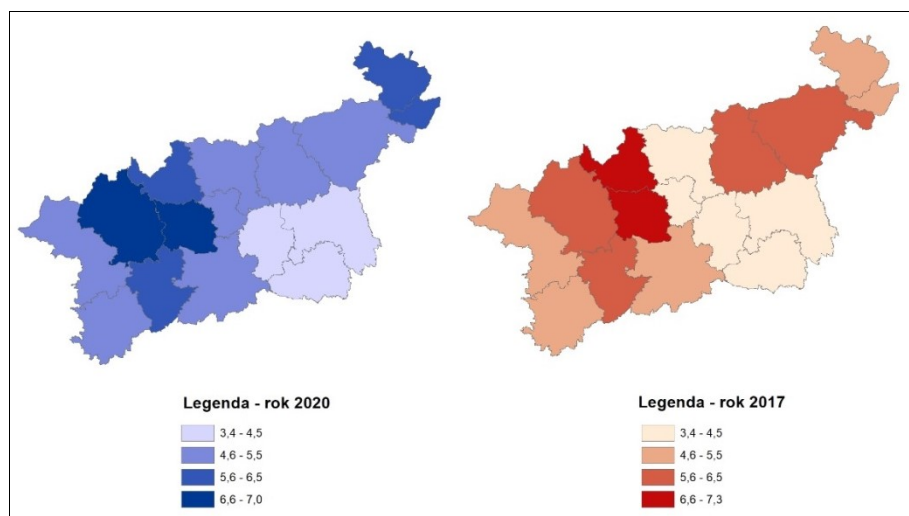 Legenda - rok 2020
3,4 - 4,5
4,6 - 5,5
5,6 - 6,5
6,6 - 7,0
Legenda - rok 2017
3,4 - 4,5
4,6 - 5,5
5,6 - 6,5
6,6 - 7,3